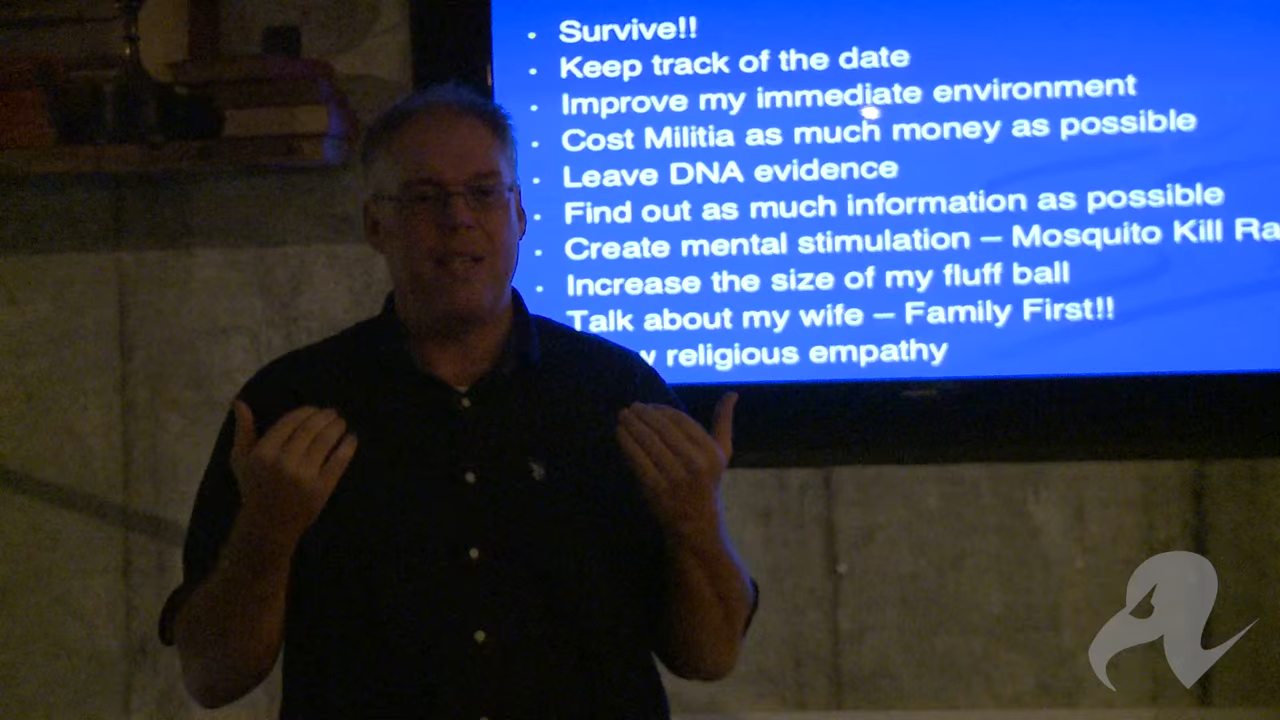 • Survive!!
• Keep track of the date
• Improve my immediate environment
• Cost Militia as much money as possible
• Leave DNA evidence
• Find out as much information as possible
• Create mental stimulation – Mosquito Kill Ra
• Increase the size of my fluff ball
Talk about my wife – Family First!!
w religious empathy